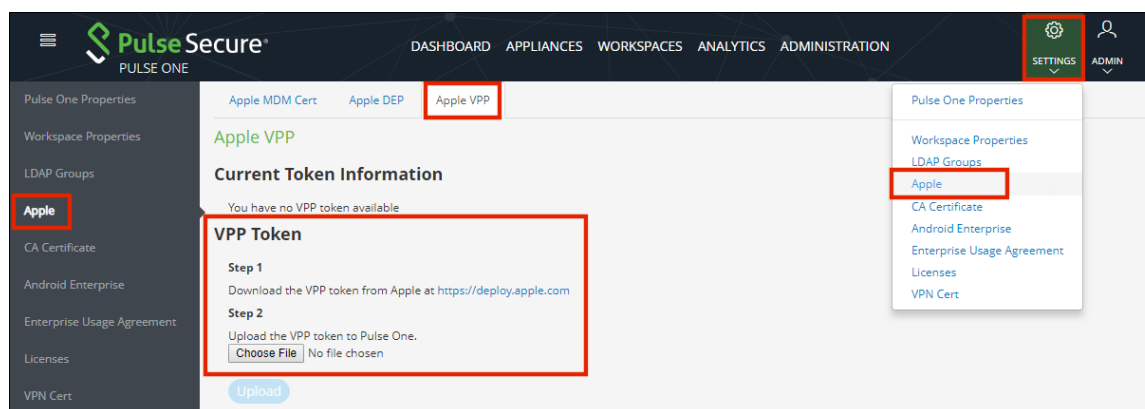 Pulse Secure®
PULSE ONE
DASHBOARD APPLIANCES WORKSPACES ANALYTICS ADMINISTRATION
SETTINGS
ADMIN
Pulse One Properties
Workspace Properties
LDAP Groups
Apple
CA Certificate
Android Enterprise
Enterprise Usage Agreement
Licenses
VPN Cert
Apple MDM Cert Apple DEP Apple VPP
Apple VPP
Current Token Information
You have no VPP token available
VPP Token
Step 1
Download the VPP token from Apple at https://deploy.apple.com
Step 2
Upload the VPP token to Pulse One.
Choose File No file chosen
Upload
Pulse One Properties
Workspace Properties
LDAP Groups
Apple
CA Certificate
Android Enterprise
Enterprise Usage Agreement
Licenses
VPN Cert